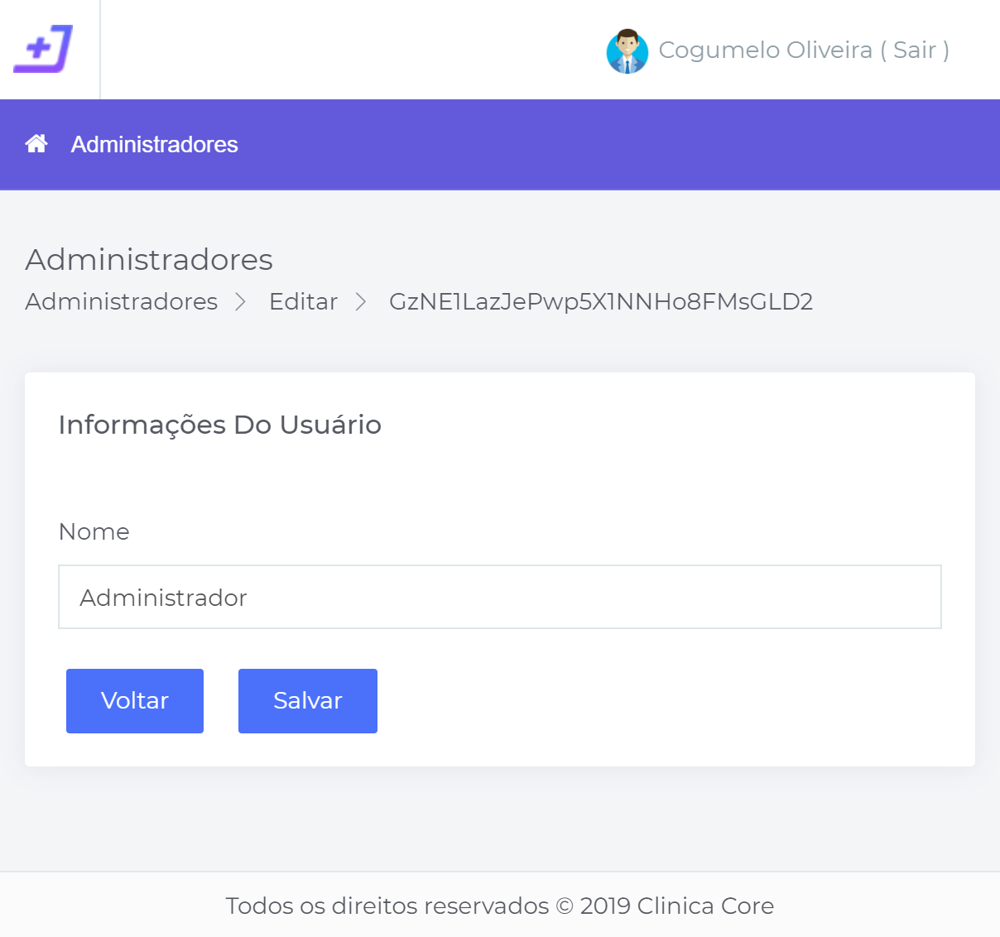 Cogumelo Oliveira ( Sair )
Administradores
Administradores
Administradores > Editar > GzNE1LazJePwp5X1NNHo8FMsGLD2
Informações Do Usuário
Nome
Administrador
Voltar Salvar
Todos os direitos reservados © 2019 Clinica Core